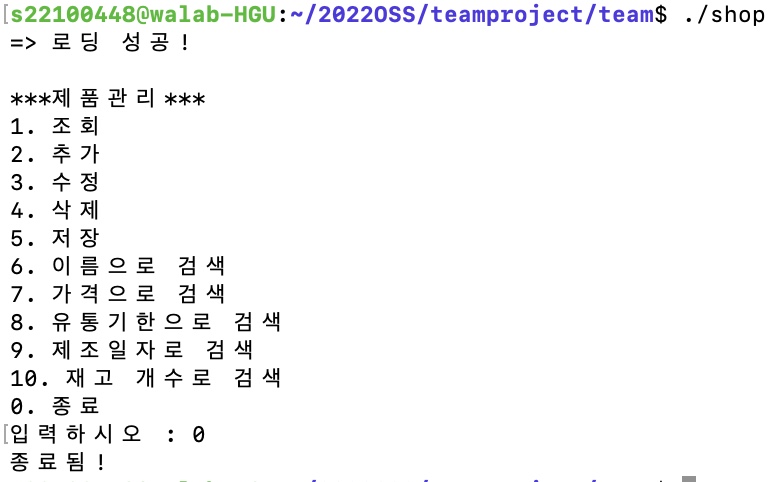 s22100448@walab-HGU:~/2022OSS/teamproject/team$ ./shop
=> 로딩 성공!
***제품관리***
1. 조회
2. 추가
3. 수정
4. 삭제
5. 저장
6. 이름으로 검색
7. 가격으로 검색
8. 유통기한으로 검색
9. 제조일자로 검색
10. 재고 개수로 검색
0. 종료
입력하시오 : 0
종료됨!